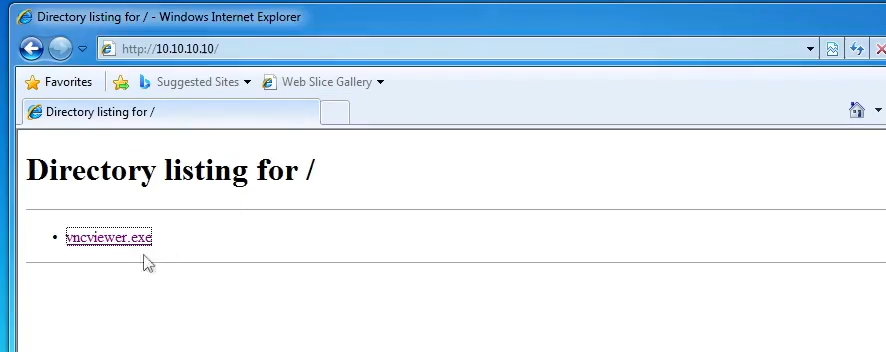 Directory listing for / - Windows Internet Explorer
http://10.10.10.10/
Favorites Suggested Sites Web Slice Gallery
Directory listing for /
Directory listing for /
vncviewer.exe